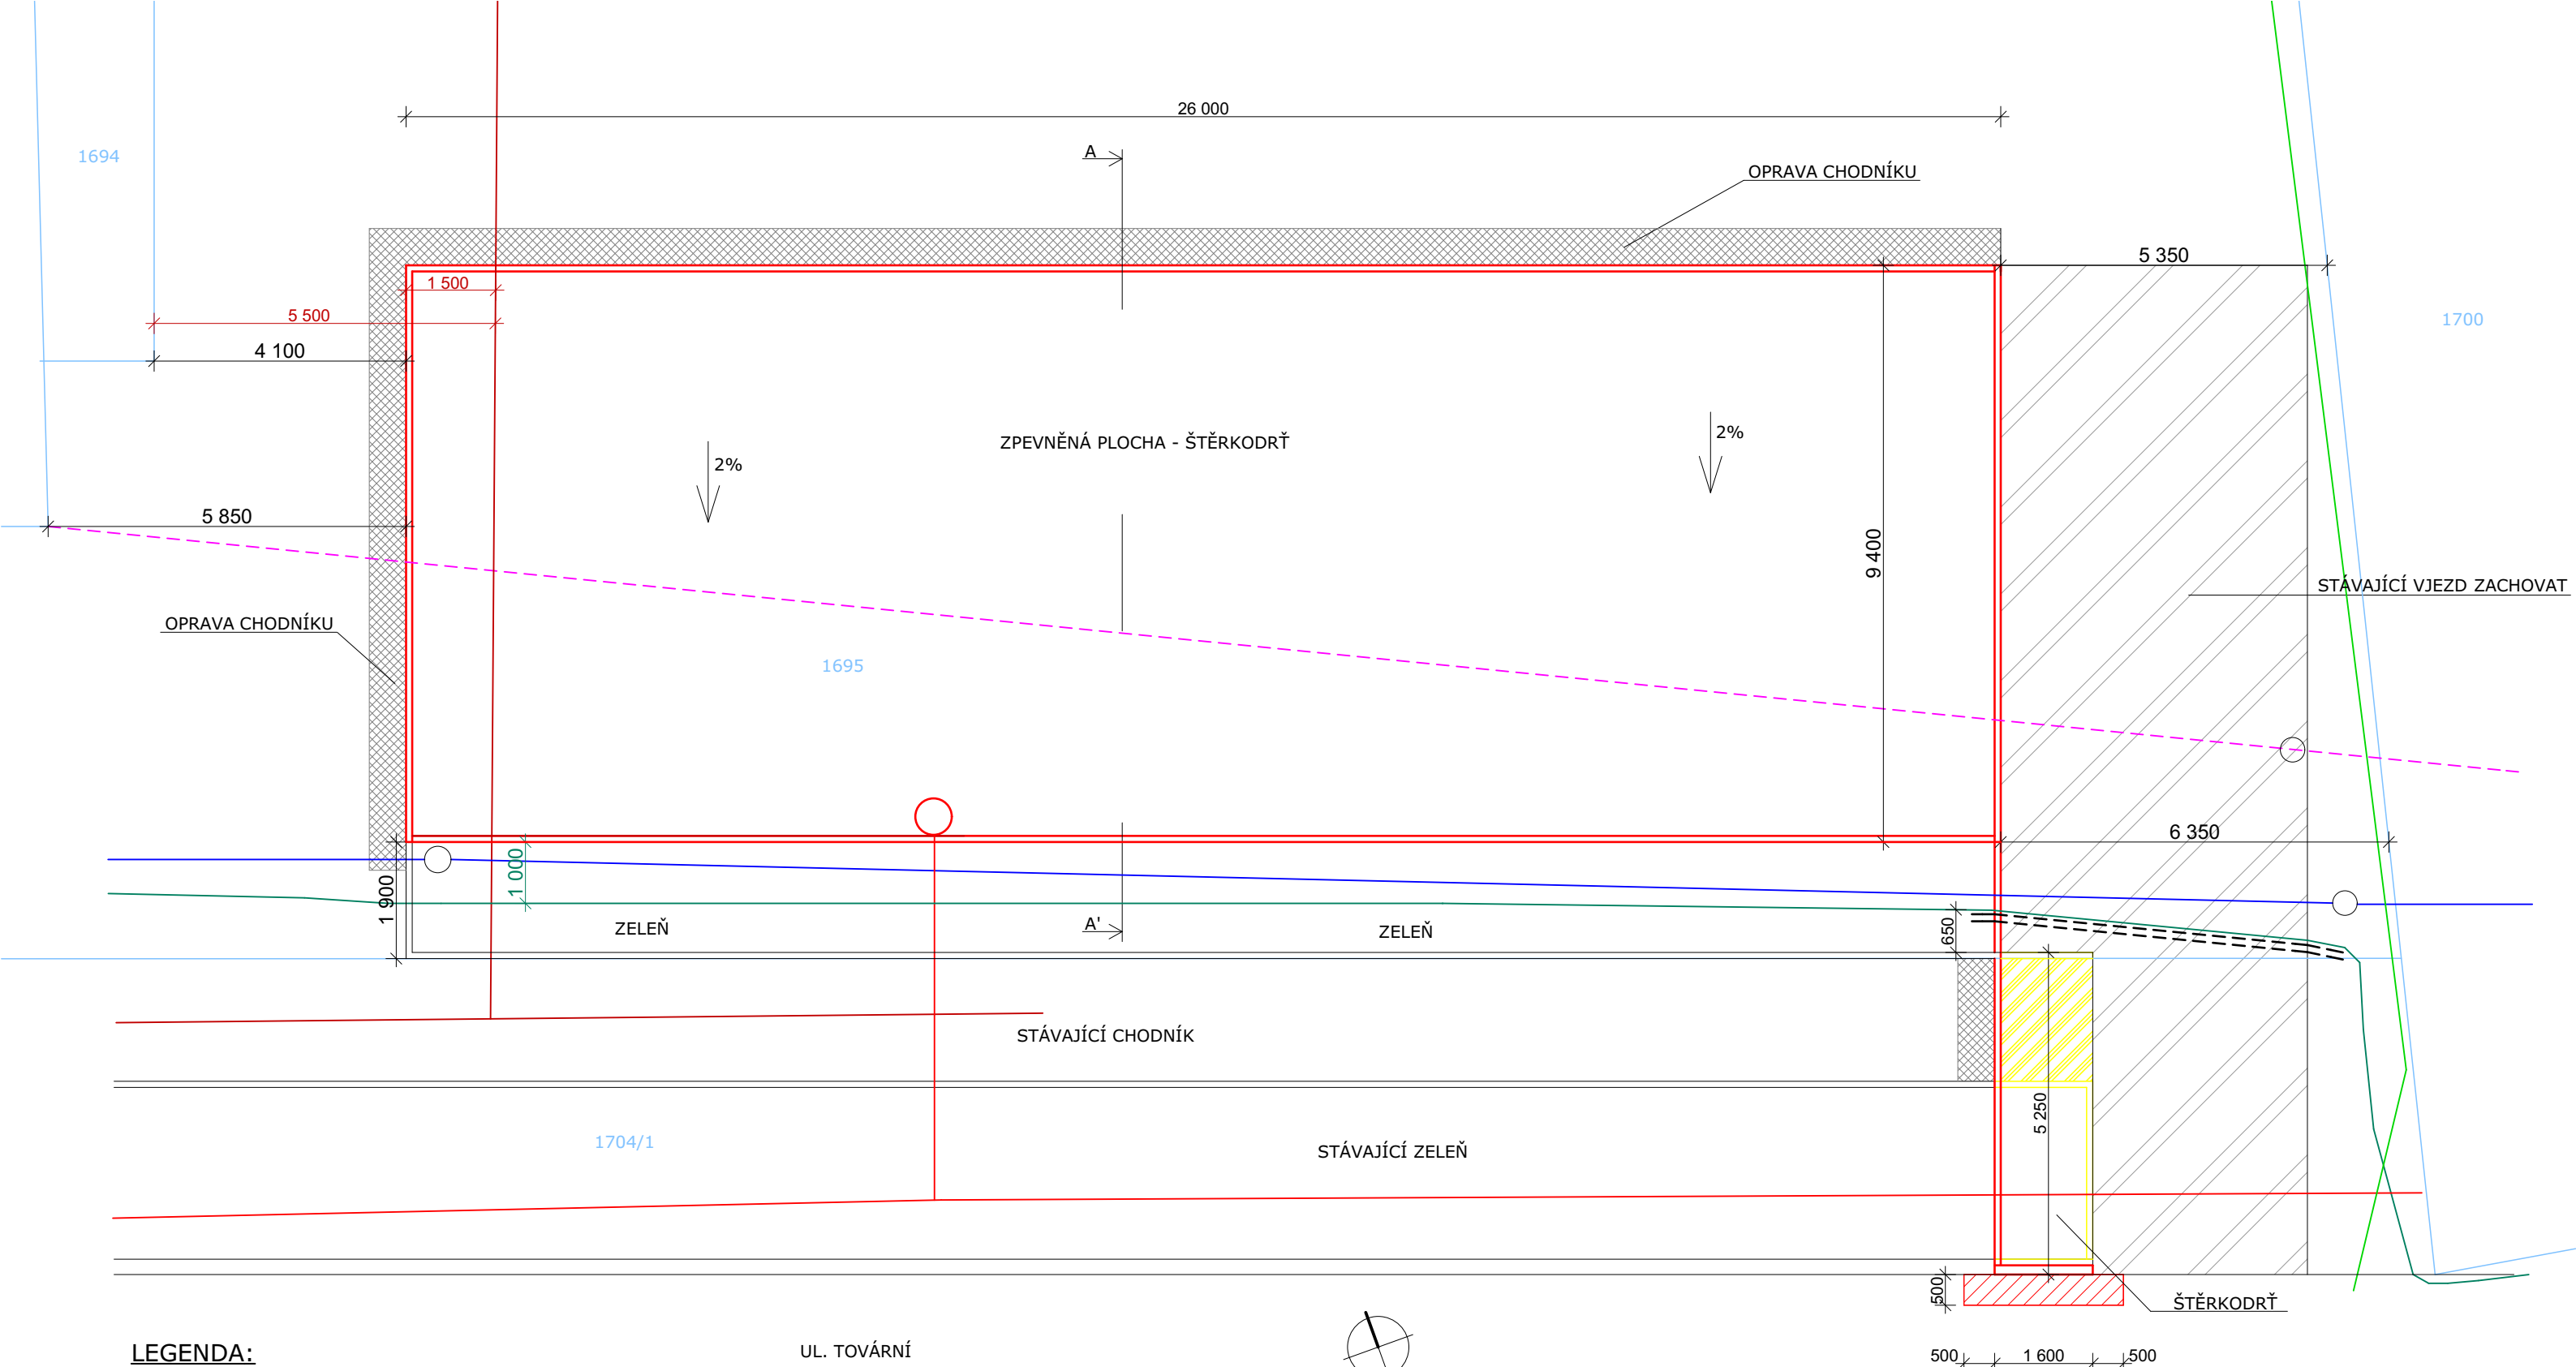 26 000
A
1694
OPRAVA CHODNÍKU
5 350
1 500
5 500
1700
4 100
2%
ZPEVNĚNÁ PLOCHA - ŠTĚRKODRŤ
2%
5 850
9 400
STÁVAJÍCÍ VJEZD ZACHOVAT
OPRAVA CHODNÍKU
1695
6 350
1 000
1 900
A'
ZELEŇ
ZELEŇ
650
STÁVAJÍCÍ CHODNÍK
5 250
1704/1
STÁVAJÍCÍ ZELEŇ
500
ŠTĚRKODRŤ
LEGENDA:
UL. TOVÁRNÍ
500
1 600
500